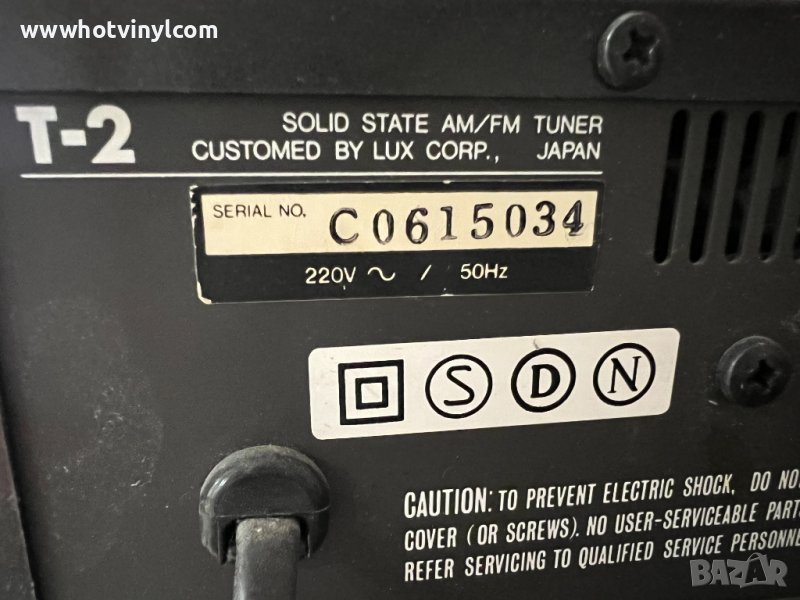 www.hotvinyl.com
T-2
SOLID STATE AM/FM TUNER
CUSTOMED BY LUX CORP., JAPAN
SERIAL NO. C0615034
220V ~ / 50Hz
S D N
CAUTION: TO PREVENT ELECTRIC SHOCK, DO NO
COVER (OR SCREWS). NO USER-SERVICEABLE PART
REFER SERVICING TO QUALIFIED SERVICE PERSONNE
BAZAR